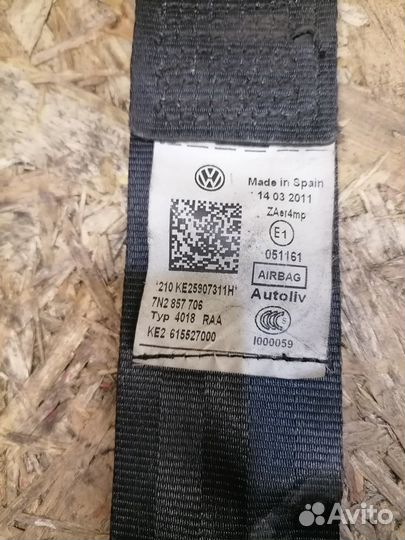 Made in Spain
14 03 2011
ZAer4mp
E1
051161
AIRBAG
Autoliv
I000059
*210 KE25907311H*
7N2 857 706
Typ 4018 RAA
KE2 615527000
Avito